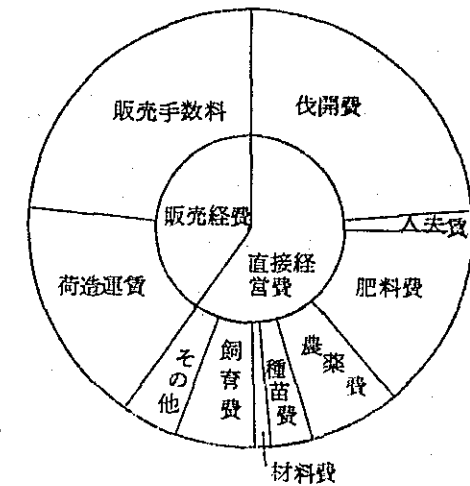 販売手数料
伐開費
人夫賃
販売経費
直接経
営費
荷造運賃
肥料費
その他
飼育費
種苗費
農薬費
材料費